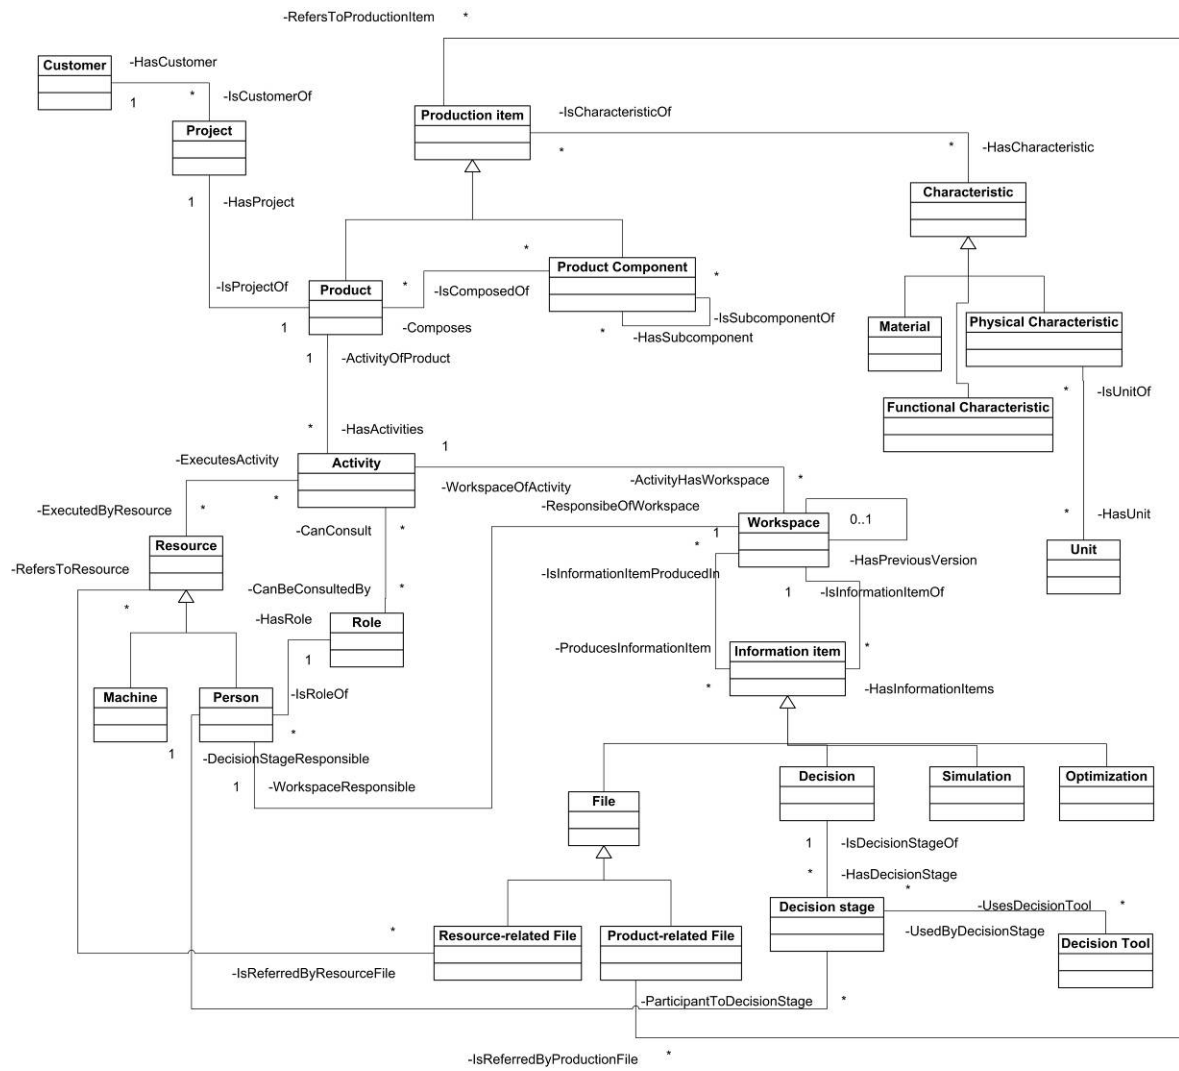 -RefersToProductionItem *
Customer
-HasCustomer
1 * -IsCustomerOf
Project
Production item
-IsCharacteristicOf
* * -HasCharacteristic
Characteristic
1 -HasProject
*
Product Component
*
-IsProjectOf
Product
*
-IsComposedOf
1
-Composes
-IsSubcomponentOf
*
-HasSubcomponent
Material
Physical Characteristic
1 -ActivityOfProduct
* -IsUnitOf
Functional Characteristic
* -HasActivities
1
-ExecutesActivity
Activity
-ActivityHasWorkspace *
-WorkspaceOfActivity
*
-ExecutedByResource *
-ResponsibeOfWorkspace
* -HasUnit
-CanConsult *
1
Workspace
0..1
Resource
*
Unit
-HasPreviousVersion
-RefersToResource
-IsInformationItemProducedIn
*
-CanBeConsultedBy *
1 -IsInformationItemOf
-HasRole
Role
1
-ProducesInformationItem
Information item
*
*
-HasInformationItems
Machine
Person
-IsRoleOf
*
1 -DecisionStageResponsible
1 -WorkspaceResponsible
File
Decision
Simulation
Optimization
1 -IsDecisionStageOf
* -HasDecisionStage
*
Decision stage
-UsesDecisionTool *
-UsedByDecisionStage
Decision Tool
*
Resource-related File
Product-related File
-IsReferredByResourceFile
-ParticipantToDecisionStage *
-IsReferredByProductionFile *